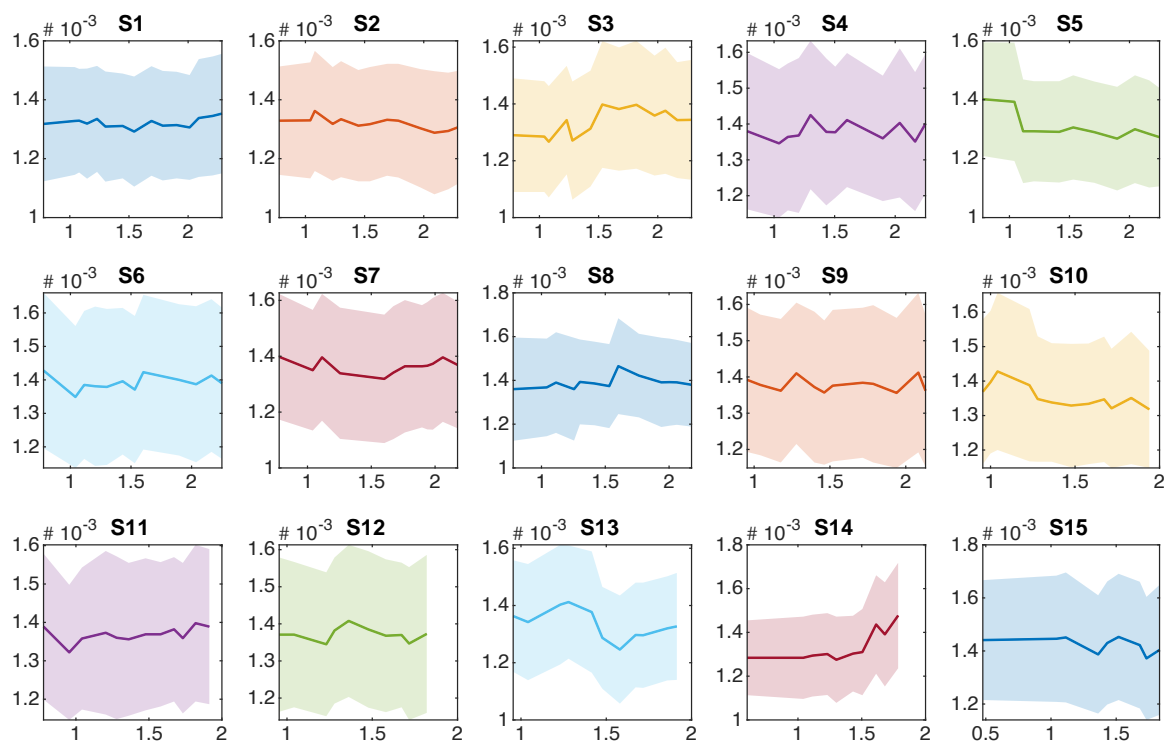 # 10^-3 S1 # 10^-3 S2 # 10^-3 S3 # 10^-3 S4 # 10^-3 S5
1.6 1.6 1.6 1.6 1.6
1.4 1.4 1.4 1.5 1.4
1.2 1.2 1.2 1.4 1.2
1 1 1 1.3 1
1.2
1 1.5 2 1 1.5 2 1 1.5 2 1 1.5 2 1 1.5 2
# 10^-3 S6 # 10^-3 S7 # 10^-3 S8 # 10^-3 S9 # 10^-3 S10
1.6 1.6 1.8 1.6 1.6
1.5 1.4 1.6 1.5 1.5
1.4 1.2 1.4 1.4 1.4
1.3 1 1.2 1.3 1.3
1.2 1 1.2 1.2
1 1.5 2 1 1.5 2 1 1.5 2 1 1.5 2 1 1.5 2
# 10^-3 S11 # 10^-3 S12 # 10^-3 S13 # 10^-3 S14 # 10^-3 S15
1.6 1.6 1.6 1.8 1.8
1.5 1.5 1.4 1.6 1.6
1.4 1.4 1.2 1.4 1.4
1.3 1.3 1 1.2 1.2
1.2 1.2 1
1 1.5 2 1 1.5 2 1 1.5 2 1 1.5 2 0.5 1 1.5